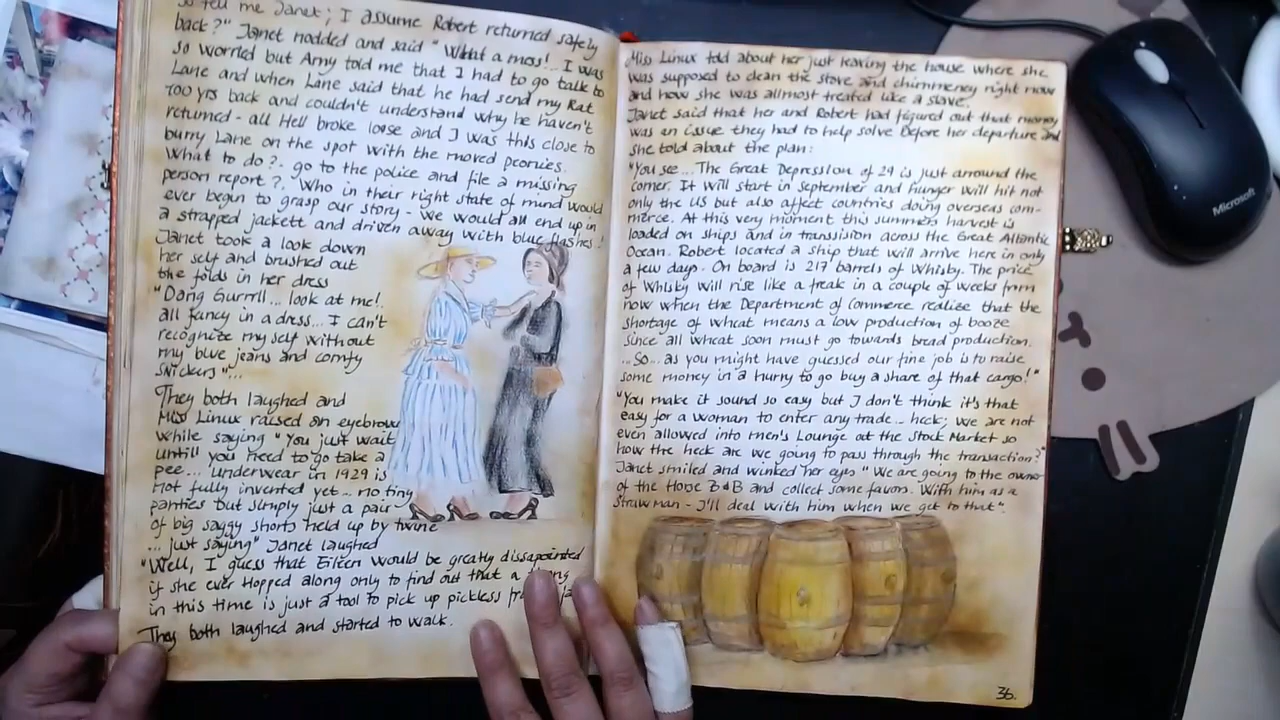 so tell me Janet; I assume Robert returned safely
back?" Janet nodded and said "What a mess! I was
so worried but Amy told me that I had to go talk to
Lane and when Lane said that he had send my Rat
100 yrs back and couldn't understand why he haven't
returned - all Hell broke loose and I was this close to
burry Lane on the spot with the moved peonies.
What to do?. go to the police and file a missing
person report?. Who in their right state of mind would
ever begin to grasp our story - we would all end up in
a strapped jackett and driven away with blue flashes!
Janet took a look down
her self and brushed out
the folds in her dress
"Dang Gurrrll... look at me!
all fancy in a dress... I can't
recognize my self without
my blue jeans and comfy
snickers"...
They both laughed and
Miss Linux raised an eyebrow
while saying "You just wait
untill you need to go take a
pee... underwear in 1929 is
not fully invented yet... no tiny
panties but simply just a pair
of big saggy shorts held up by twine
... just saying" Janet laughed
"Well, I guess that Eileen would be greatly dissapointed
if she ever hopped along only to find out that a
in this time is just a tool to pick up pickless
They both laughed and started to walk.
Miss Linux told about her just leaving the house where she
was supposed to clean the stove and chimmeney right now
and how she was allmost treated like a slave.
Janet said that her and Robert had figured out that money
was an issue they had to help solve before her departure and
she told about the plan:
"You see... The Great Depression of 29 is just arround the
corner. It will start in September and hunger will hit not
only the US but also affect countries doing overseas com-
merce. At this very moment this summers harvest is
loaded on ships and in transsision across the Great Atlantic
Ocean. Robert located a ship that will arrive here in only
a few days. On board is 217 barrels of Whisky. The price
of Whisky will rise like a freak in a couple of weeks from
now when the Department of Commerce realize that the
shortage of wheat means a low production of booze
since all wheat soon must go towards bread production.
...So... as you might have guessed our fine job is to raise
some money in a hurry to go buy a share of that cargo!"
"You make it sound so easy but I don't think it's that
easy for a woman to enter any trade... heck; we are not
even allowed into men's Lounge at the Stock Market so
how the heck are we going to pass through the transaction?"
Janet smiled and winked her eyes "We are going to the owner
of the Horse B&B and collect some favors. With him as a
straw man - I'll deal with him when we get to that".
36.
Microsoft